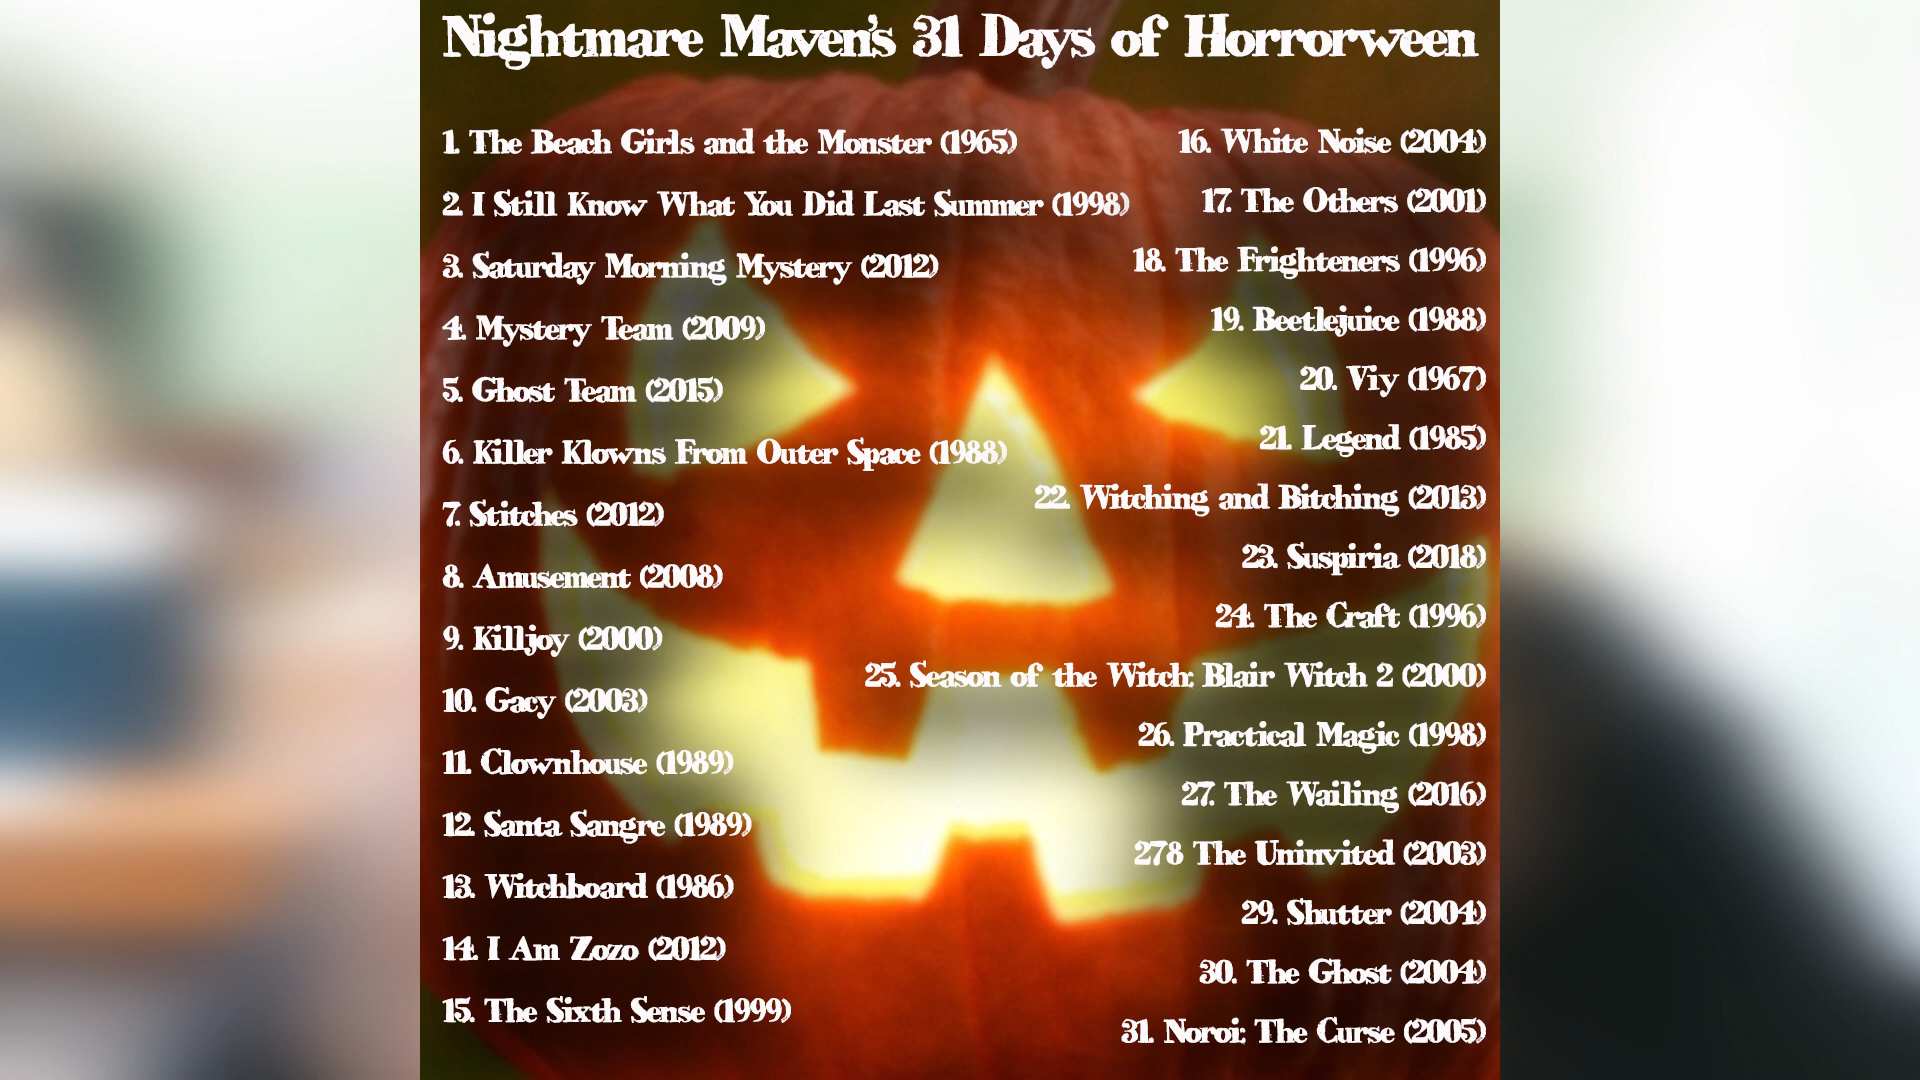 Nightmare Maven's 31 Days of Horrorween
1. The Beach Girls and the Monster (1965)
2. I Still Know What You Did Last Summer (1998)
3. Saturday Morning Mystery (2012)
4. Mystery Team (2009)
5. Ghost Team (2015)
6. Killer Klowns From Outer Space (1988)
7. Stitches (2012)
8. Amusement (2008)
9. Killjoy (2000)
10. Gacy (2003)
11. Clownhouse (1989)
12. Santa Sangre (1989)
13. Witchboard (1986)
14. I Am Zozo (2012)
15. The Sixth Sense (1999)
16. White Noise (2004)
17. The Others (2001)
18. The Frighteners (1996)
19. Beetlejuice (1988)
20. Viy (1967)
21. Legend (1985)
22. Witching and Bitching (2013)
23. Suspiria (2018)
24. The Craft (1996)
25. Season of the Witch: Blair Witch 2 (2000)
26. Practical Magic (1998)
27. The Wailing (2016)
278 The Uninvited (2003)
29. Shutter (2004)
30. The Ghost (2004)
31. Noroi: The Curse (2005)